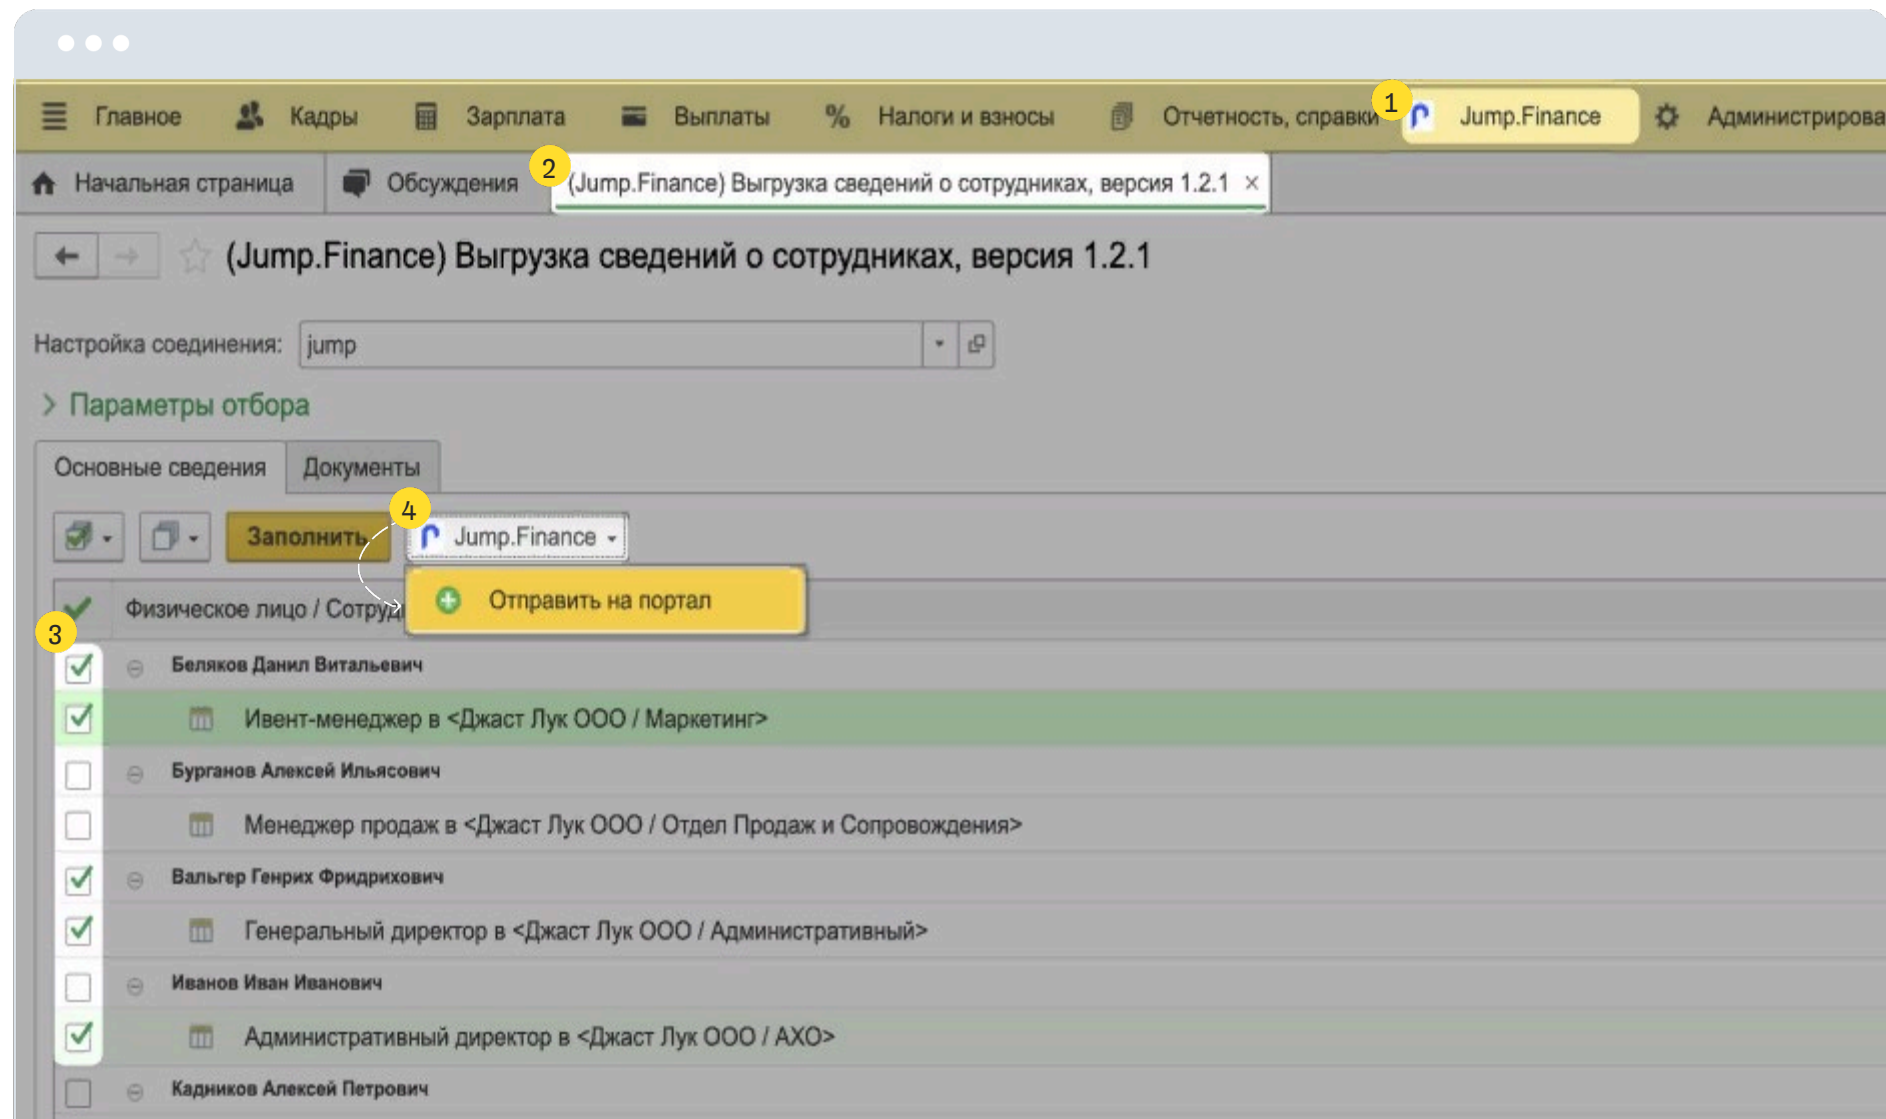 Главное Кадры Зарплата Выплаты % Налоги и взносы Отчетность, справки 1 Jump.Finance Администрирова
Начальная страница Обсуждения 2 (Jump.Finance) Выгрузка сведений о сотрудниках, версия 1.2.1 ×
(Jump.Finance) Выгрузка сведений о сотрудниках, версия 1.2.1
Настройка соединения: jump
> Параметры отбора
Основные сведения Документы
Заполнить 4 Jump.Finance
Отправить на портал
Физическое лицо / Сотруд
3
Беляков Данил Витальевич
Ивент-менеджер в <Джаст Лук ООО / Маркетинг>
Бурганов Алексей Ильясович
Менеджер продаж в <Джаст Лук ООО / Отдел Продаж и Сопровождения>
Вальгер Генрих Фридрихович
Генеральный директор в <Джаст Лук ООО / Административный>
Иванов Иван Иванович
Административный директор в <Джаст Лук ООО / АХО>
Кадников Алексей Петрович